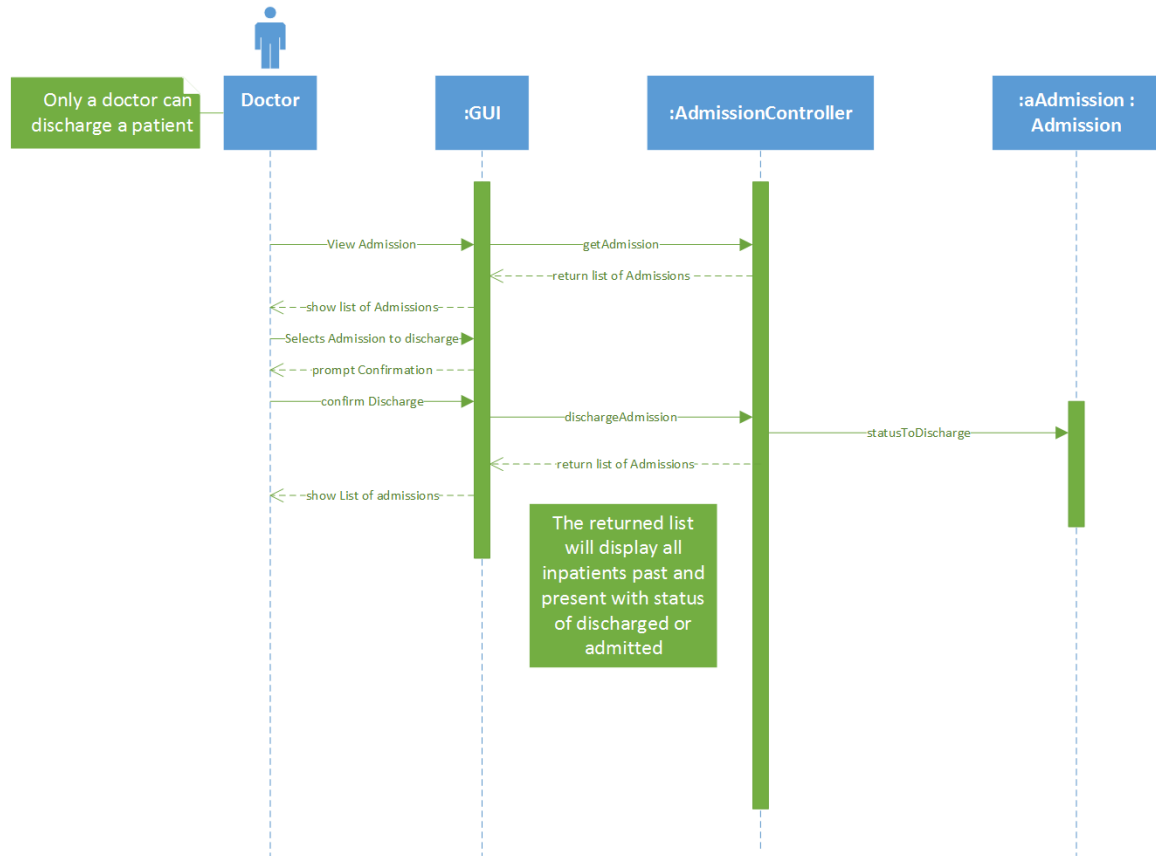 Only a doctor can
discharge a patient
Doctor
:GUI
:AdmissionController
:aAdmission :
Admission
View Admission
getAdmission
return list of Admissions
show list of Admissions
Selects Admission to discharge
prompt Confirmation
confirm Discharge
dischargeAdmission
statusToDischarge
return list of Admissions
show List of admissions
The returned list
will display all
inpatients past and
present with status
of discharged or
admitted